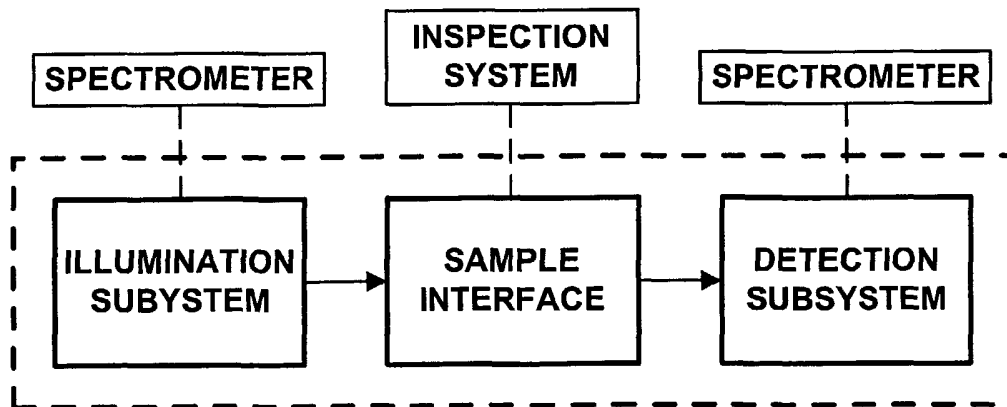 SPECTROMETER
INSPECTION
SYSTEM
SPECTROMETER
ILLUMINATION
SUBYSTEM
SAMPLE
INTERFACE
DETECTION
SUBSYSTEM